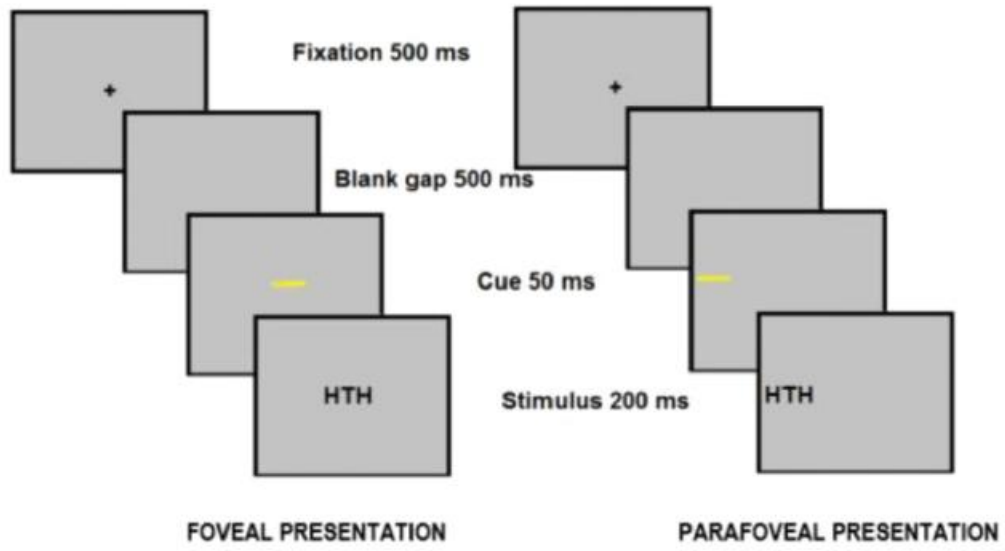 +
+
Fixation 500 ms
Blank gap 500 ms
Cue 50 ms
HTH
Stimulus 200 ms
HTH
FOVEAL PRESENTATION
PARAFOVEAL PRESENTATION